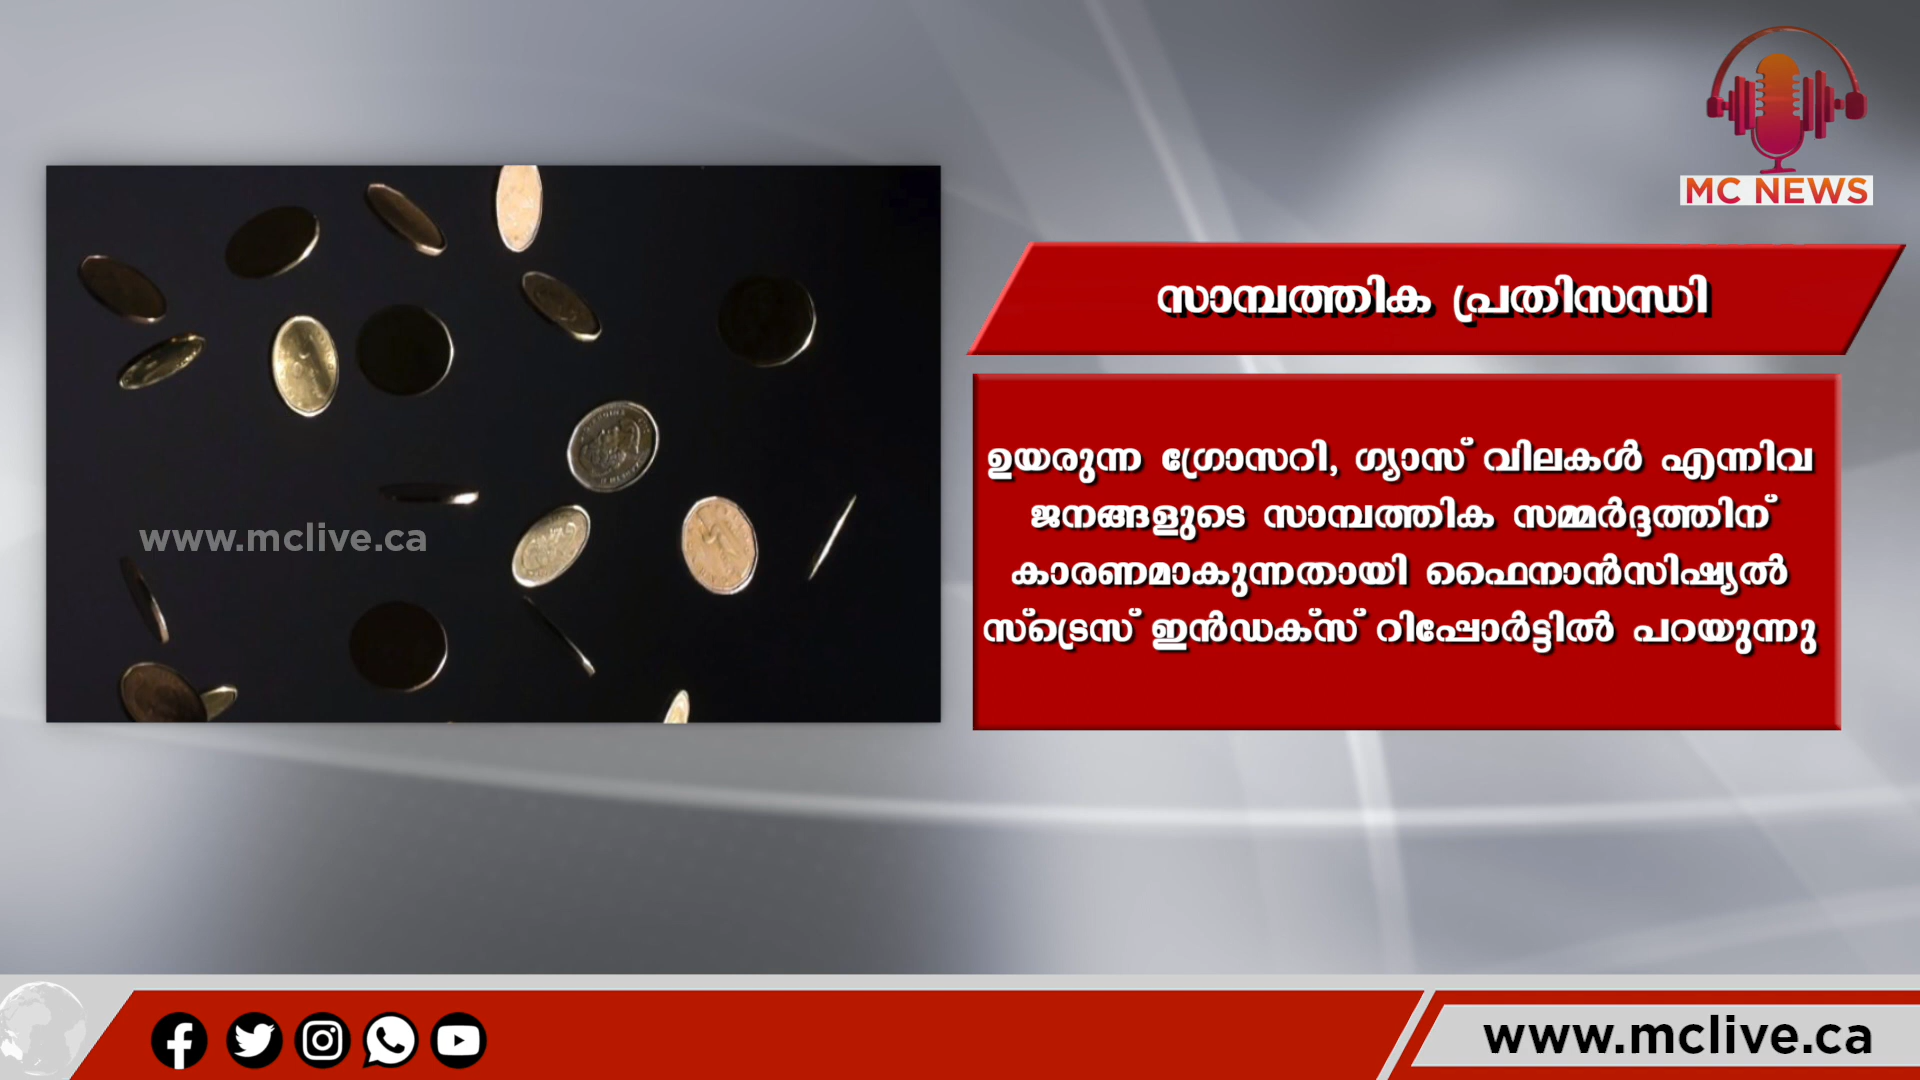 MC NEWS
സാമ്പത്തിക പ്രതിസന്ധി
ഉയരുന്ന ഗ്രോസറി, ഗ്യാസ് വിലകൾ എന്നിവ
ജനങ്ങളുടെ സാമ്പത്തിക സമ്മർദ്ദത്തിന്
കാരണമാകുന്നതായി ഫൈനാൻസിഷ്യൽ
സ്ട്രെസ് ഇൻഡക്സ് റിപ്പോർട്ടിൽ പറയുന്നു
www.mclive.ca
www.mclive.ca